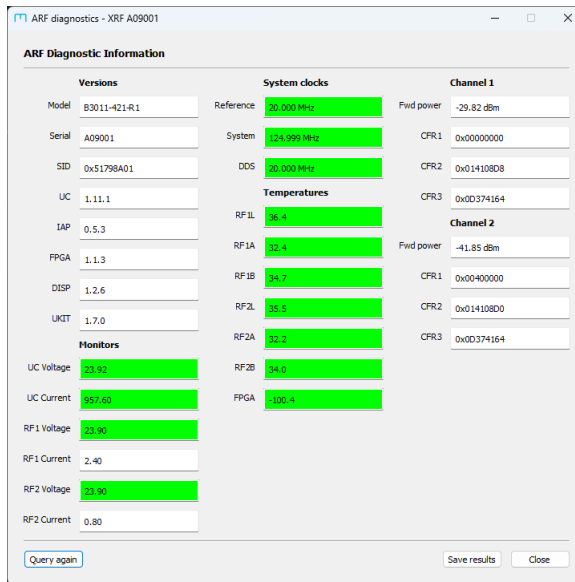 ARF diagnostics - XRF A09001
ARF Diagnostic Information
Versions
Model B3011-421-R1
Serial A09001
SID 0x51798A01
UC 1.11.1
IAP 0.5.3
FPGA 1.1.3
DISP 1.2.6
UKIT 1.7.0
Monitors
UC Voltage 23.92
UC Current 957.60
RF1 Voltage 23.90
RF1 Current 2.40
RF2 Voltage 23.90
RF2 Current 0.80
System clocks
Reference 20.000 MHz
System 124.999 MHz
DDS 20.000 MHz
Temperatures
RF1L 36.4
RF1A 32.4
RF1B 34.7
RF2L 35.5
RF2A 32.2
RF2B 34.0
FPGA -100.4
Channel 1
Fwd power -29.82 dBm
CFR1 0x00000000
CFR2 0x014108D8
CFR3 0x0D374164
Channel 2
Fwd power -41.85 dBm
CFR1 0x00400000
CFR2 0x014108D0
CFR3 0x0D374164
Query again
Save results
Close